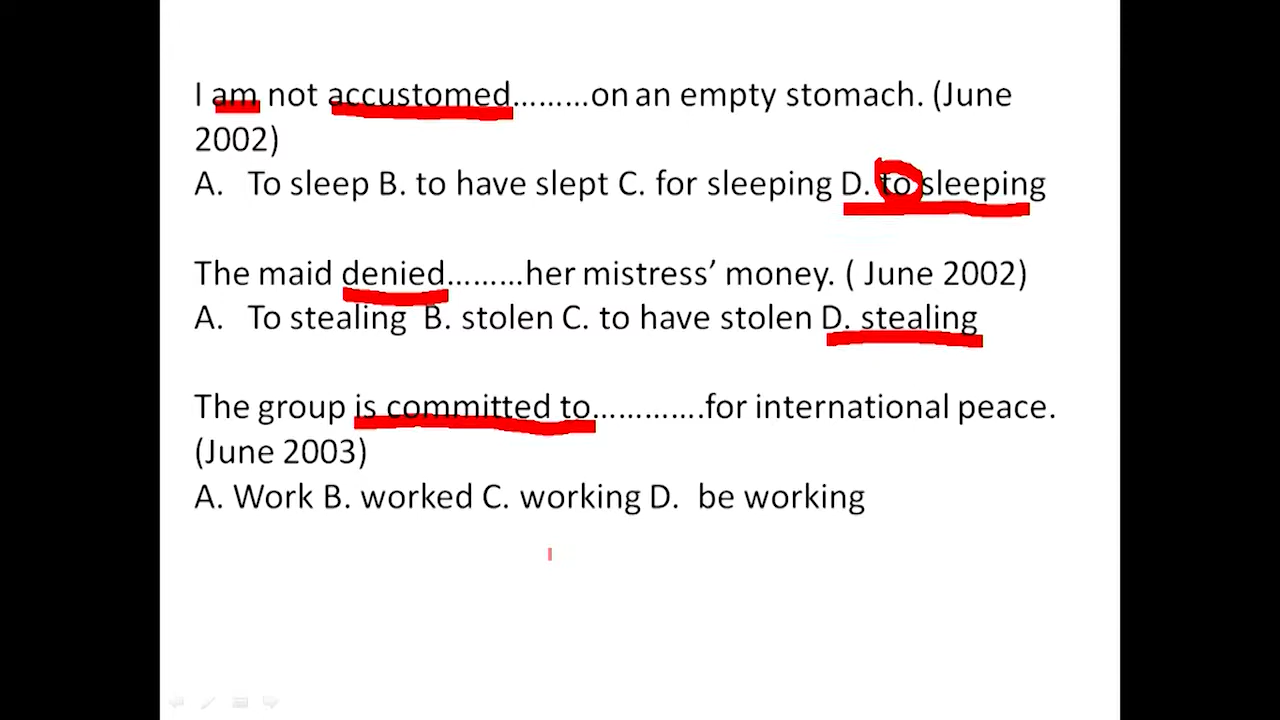 I am not accustomed………on an empty stomach. (June
2002)
A. To sleep B. to have slept C. for sleeping D. to sleeping
The maid denied………her mistress’ money. ( June 2002)
A. To stealing B. stolen C. to have stolen D. stealing
The group is committed to………….for international peace.
(June 2003)
A. Work B. worked C. working D. be working